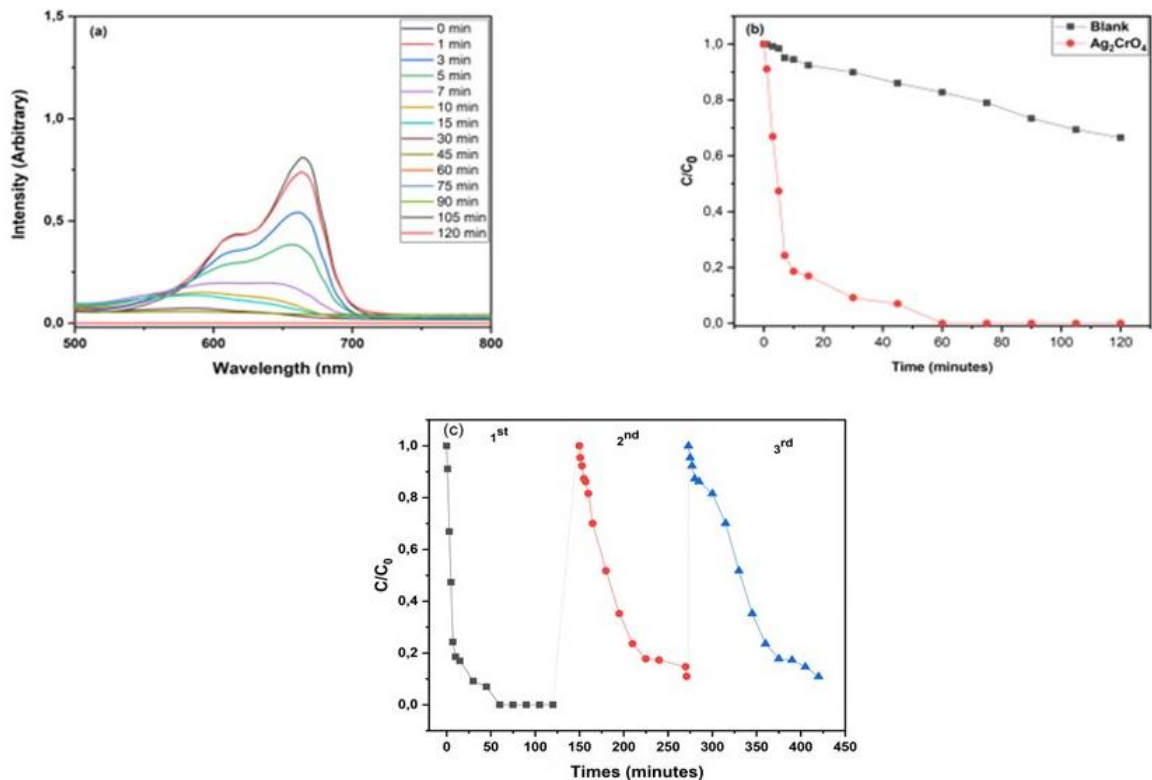 (a)
1,5
1,0
0,5
0,0
500
600
700
800
Intensity (Arbitrary)
Wavelength (nm)
0 min
1 min
3 min
5 min
7 min
10 min
15 min
30 min
45 min
60 min
75 min
90 min
105 min
120 min
(b)
Blank
Ag₂CrO₄
1,0
0,8
0,6
0,4
0,2
0,0
0
20
40
60
80
100
120
C/C₀
Time (minutes)
(c)
1st
2nd
3rd
1,0
0,8
0,6
0,4
0,2
0,0
0
50
100
150
200
250
300
350
400
450
C/C₀
Times (minutes)